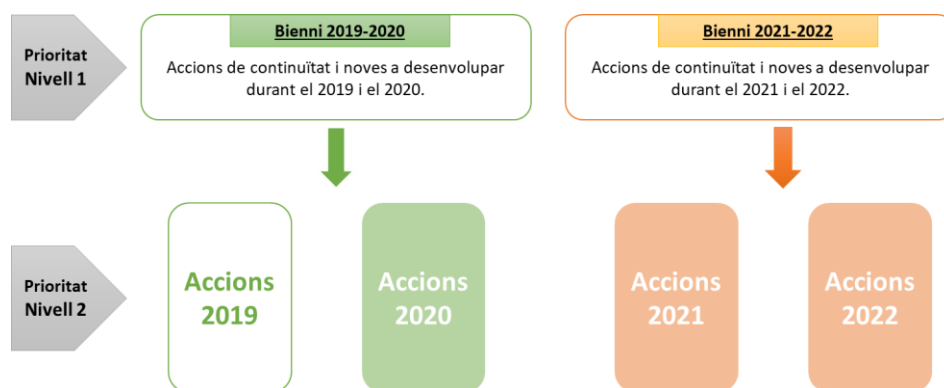 Prioritat
Nivell 1
Bienni 2019-2020
Accions de continuïtat i noves a desenvolupar
durant el 2019 i el 2020.
Bienni 2021-2022
Accions de continuïtat i noves a desenvolupar
durant el 2021 i el 2022.
Prioritat
Nivell 2
Accions
2019
Accions
2020
Accions
2021
Accions
2022